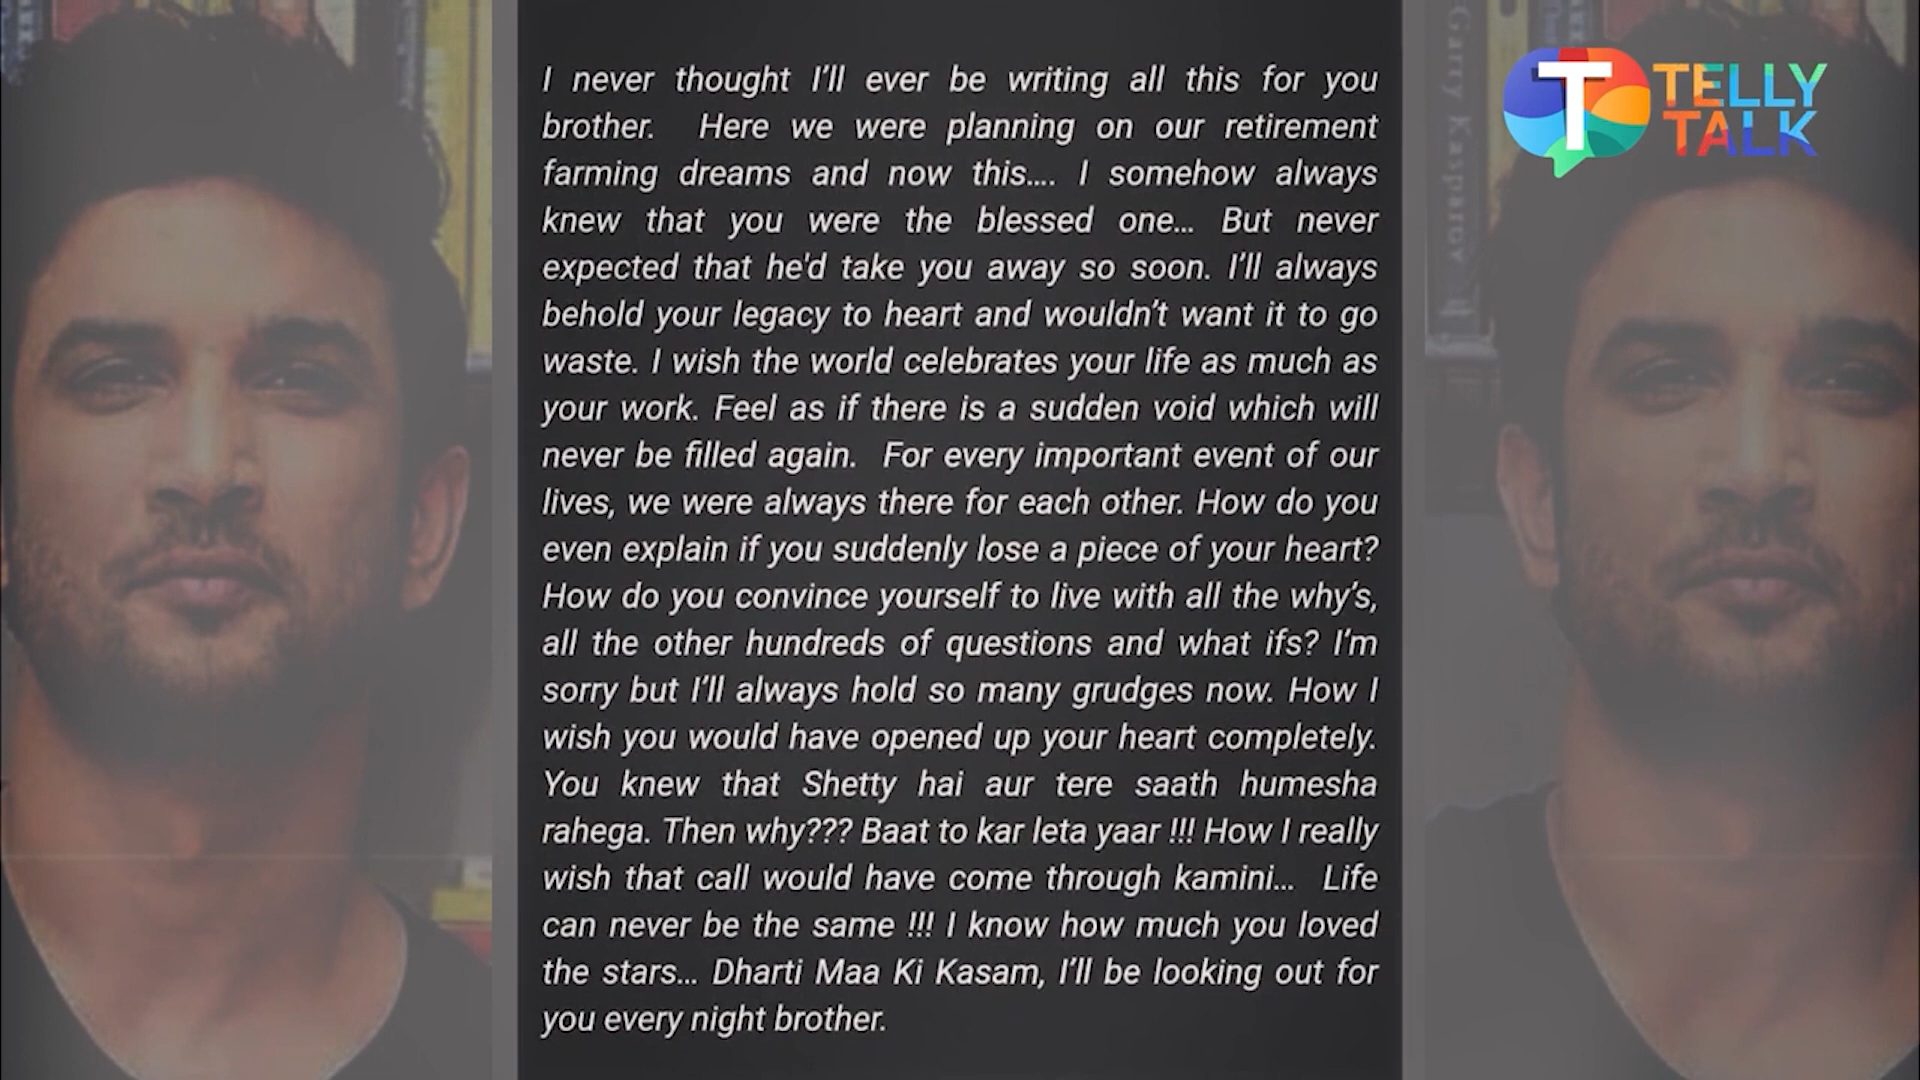 I never thought I'll ever be writing all this for you
brother. Here we were planning on our retirement
farming dreams and now this.... I somehow always
knew that you were the blessed one... But never
expected that he'd take you away so soon. I'll always
behold your legacy to heart and wouldn't want it to go
waste. I wish the world celebrates your life as much as
your work. Feel as if there is a sudden void which will
never be filled again. For every important event of our
lives, we were always there for each other. How do you
even explain if you suddenly lose a piece of your heart?
How do you convince yourself to live with all the why's,
all the other hundreds of questions and what ifs? I'm
sorry but I'll always hold so many grudges now. How I
wish you would have opened up your heart completely.
You knew that Shetty hai aur tere saath humesha
rahega. Then why??? Baat to kar leta yaar !!! How I really
wish that call would have come through kamini... Life
can never be the same !!! I know how much you loved
the stars... Dharti Maa Ki Kasam, I'll be looking out for
you every night brother.
T TELLY
TALK
Garry Kasparov